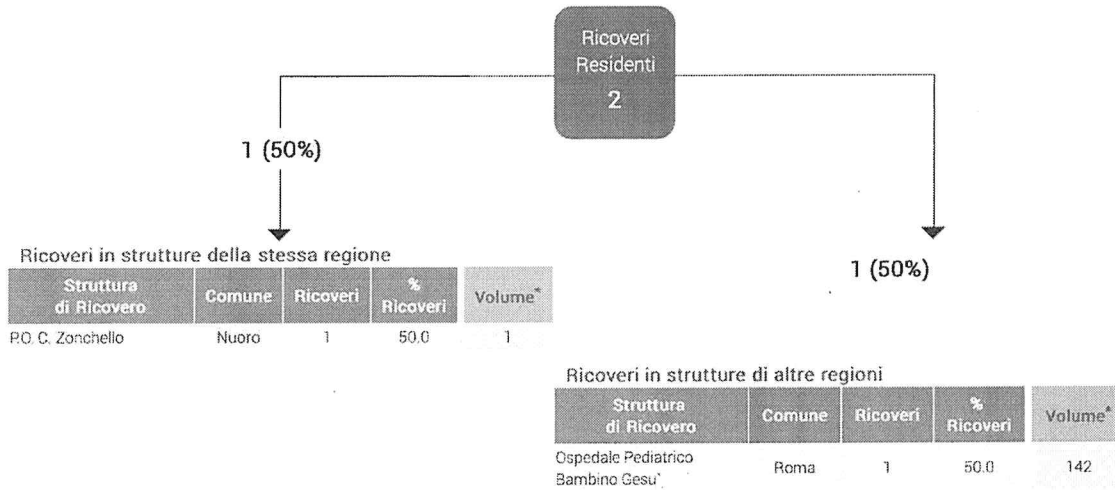 Ricoveri
Residenti
2
1 (50%)
1 (50%)
Ricoveri in strutture della stessa regione
Struttura
di Ricovero
Comune
Ricoveri
%
Ricoveri
Volume*
P.O. C. Zonchello
Nuoro
1
50.0
1
Ricoveri in strutture di altre regioni
Struttura
di Ricovero
Comune
Ricoveri
%
Ricoveri
Volume*
Ospedale Pediatrico
Bambino Gesu`
Roma
1
50.0
142